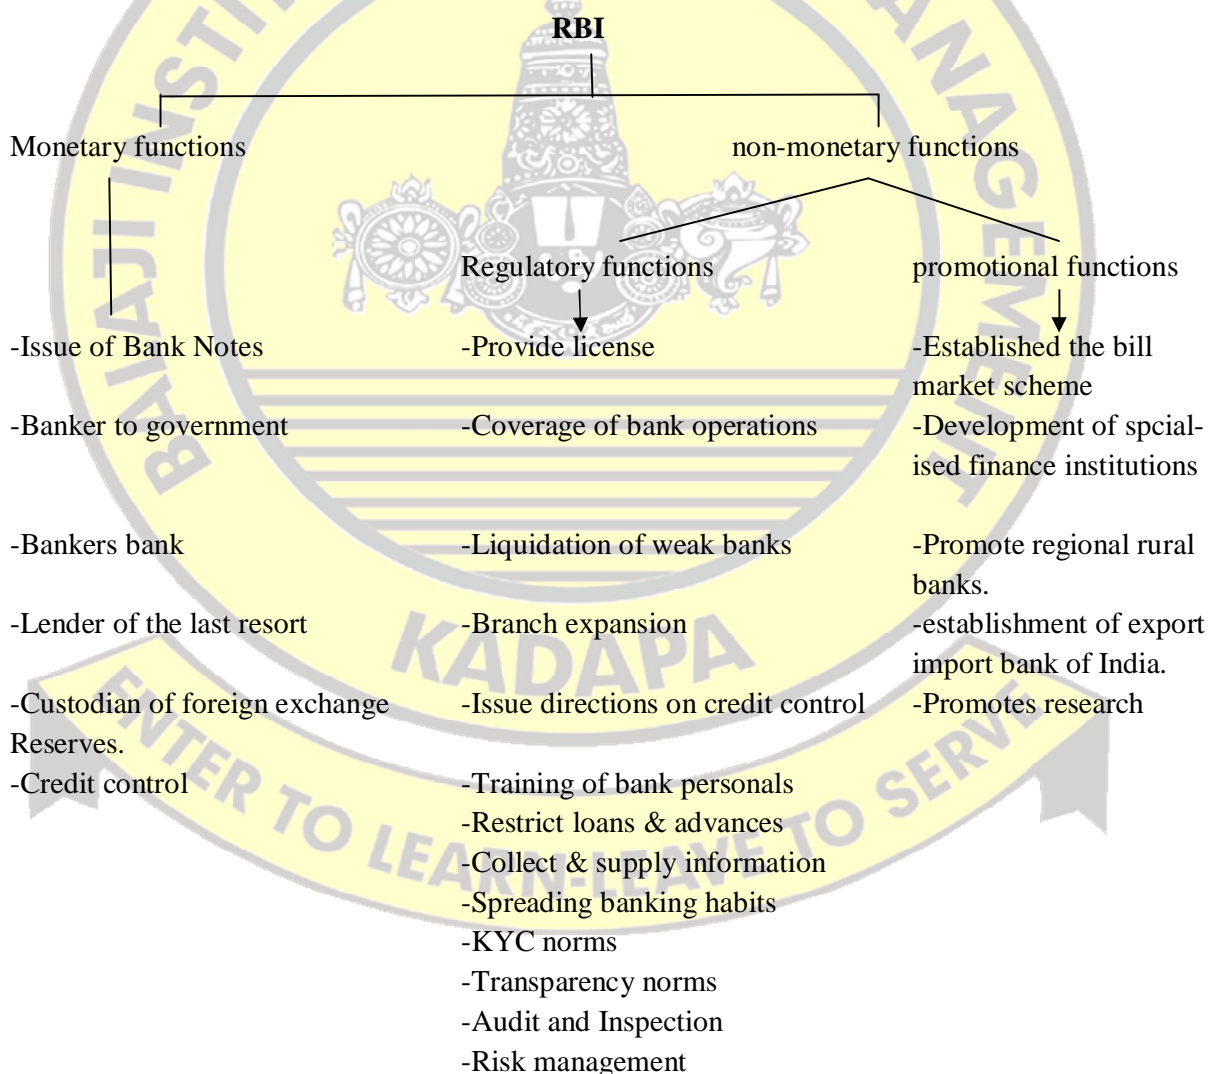 RBI
Monetary functions
non-monetary functions
Regulatory functions
promotional functions
-Issue of Bank Notes
-Provide license
-Established the bill
market scheme
-Banker to government
-Coverage of bank operations
-Development of spcial-
ised finance institutions
-Bankers bank
-Liquidation of weak banks
-Promote regional rural
banks.
-Lender of the last resort
-Branch expansion
-establishment of export
import bank of India.
-Custodian of foreign exchange
Reserves.
-Issue directions on credit control
-Promotes research
-Credit control
-Training of bank personals
-Restrict loans & advances
-Collect & supply information
-Spreading banking habits
-KYC norms
-Transparency norms
-Audit and Inspection
-Risk management
KADAPA
ENTER TO LEARN-LEAVE TO SERVE